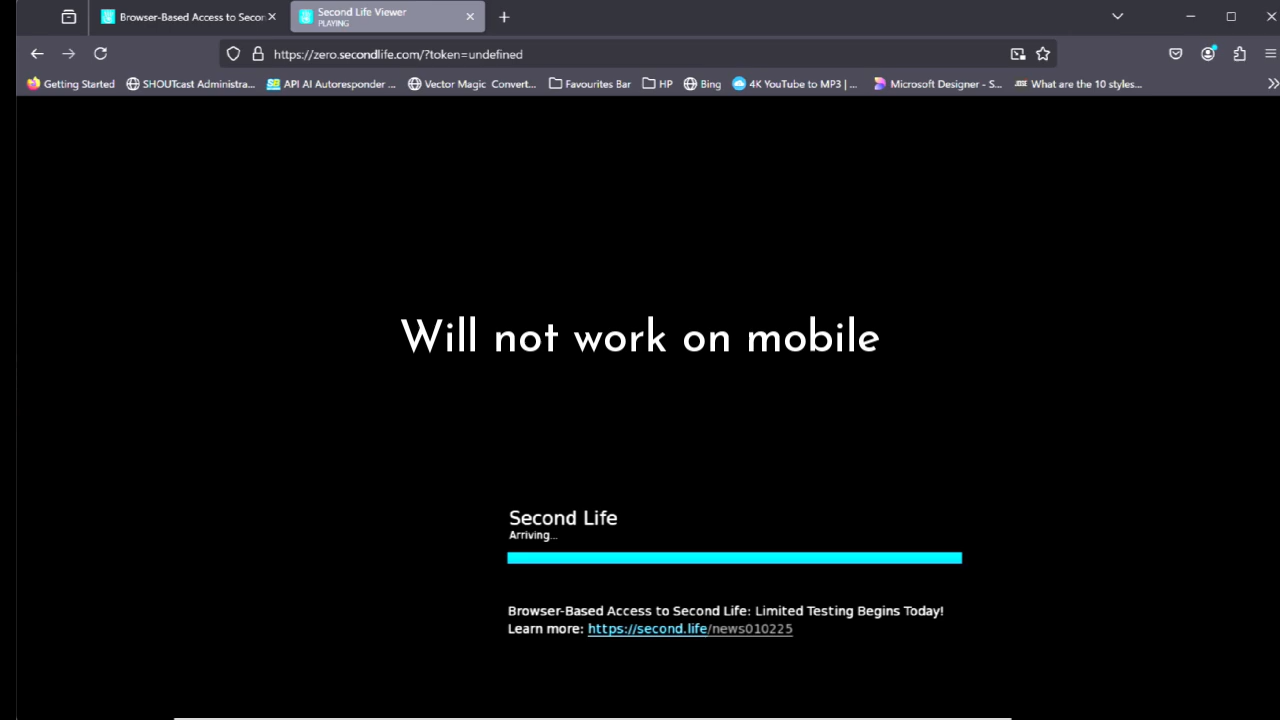 Browser-Based Access to Secon
Second Life Viewer
PLAYING
https://zero.secondlife.com/?token=undefined
Getting Started
SHOUTcast Administra...
API AI Autoresponder ...
Vector Magic Convert...
Favourites Bar
HP
Bing
4K YouTube to MP3 | ...
Microsoft Designer - S...
What are the 10 styles...
Will not work on mobile
Second Life
Arriving...
Browser-Based Access to Second Life: Limited Testing Begins Today!
Learn more: https://second.life/news010225